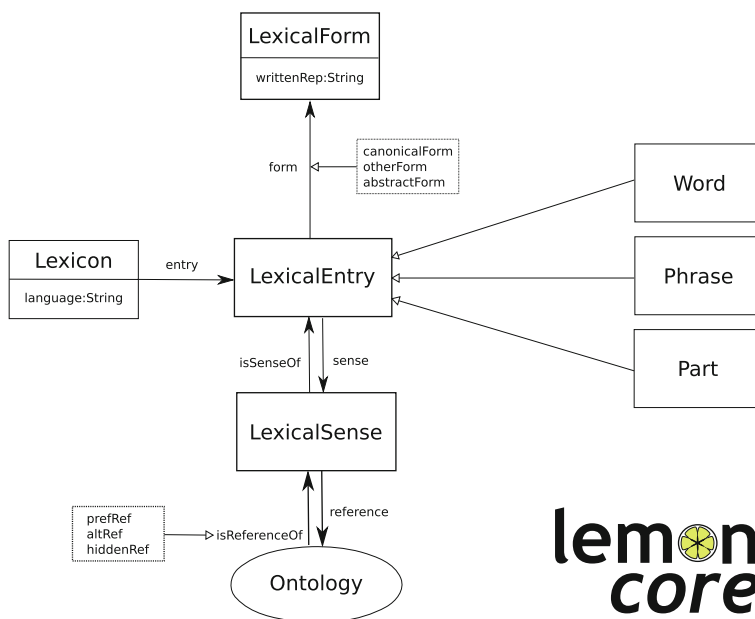 LexicalForm
writtenRep:String
form
canonicalForm
otherForm
abstractForm
Word
Lexicon
language:String
entry
LexicalEntry
Phrase
isSenseOf
sense
Part
LexicalSense
prefRef
altRef
hiddenRef
isReferenceOf
reference
Ontology
lemon
core